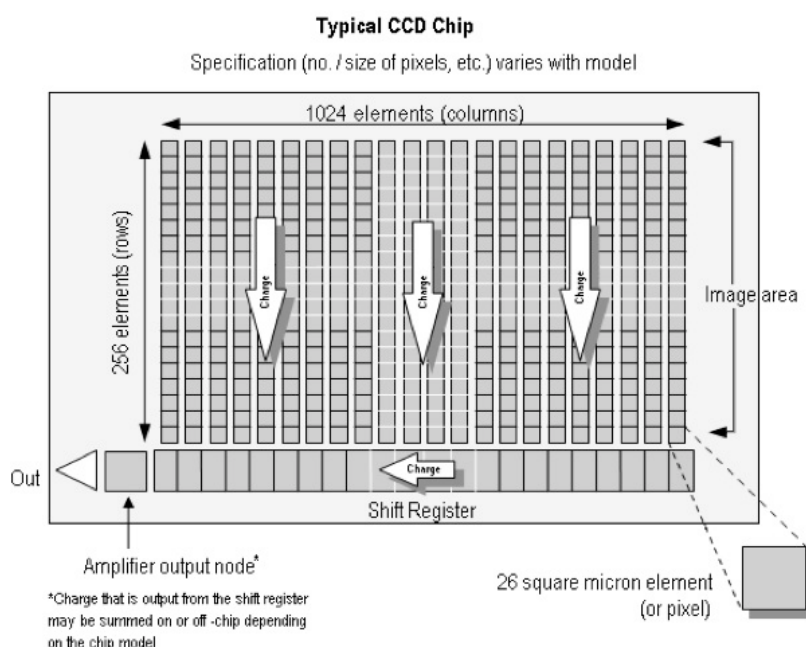 Typical CCD Chip
Specification (no. / size of pixels, etc.) varies with model
1024 elements (columns)
256 elements (rows)
Charge
Charge
Charge
Image area
Out
Charge
Shift Register
Amplifier output node*
*Charge that is output from the shift register
may be summed on or off -chip depending
on the chip model
26 square micron element
(or pixel)